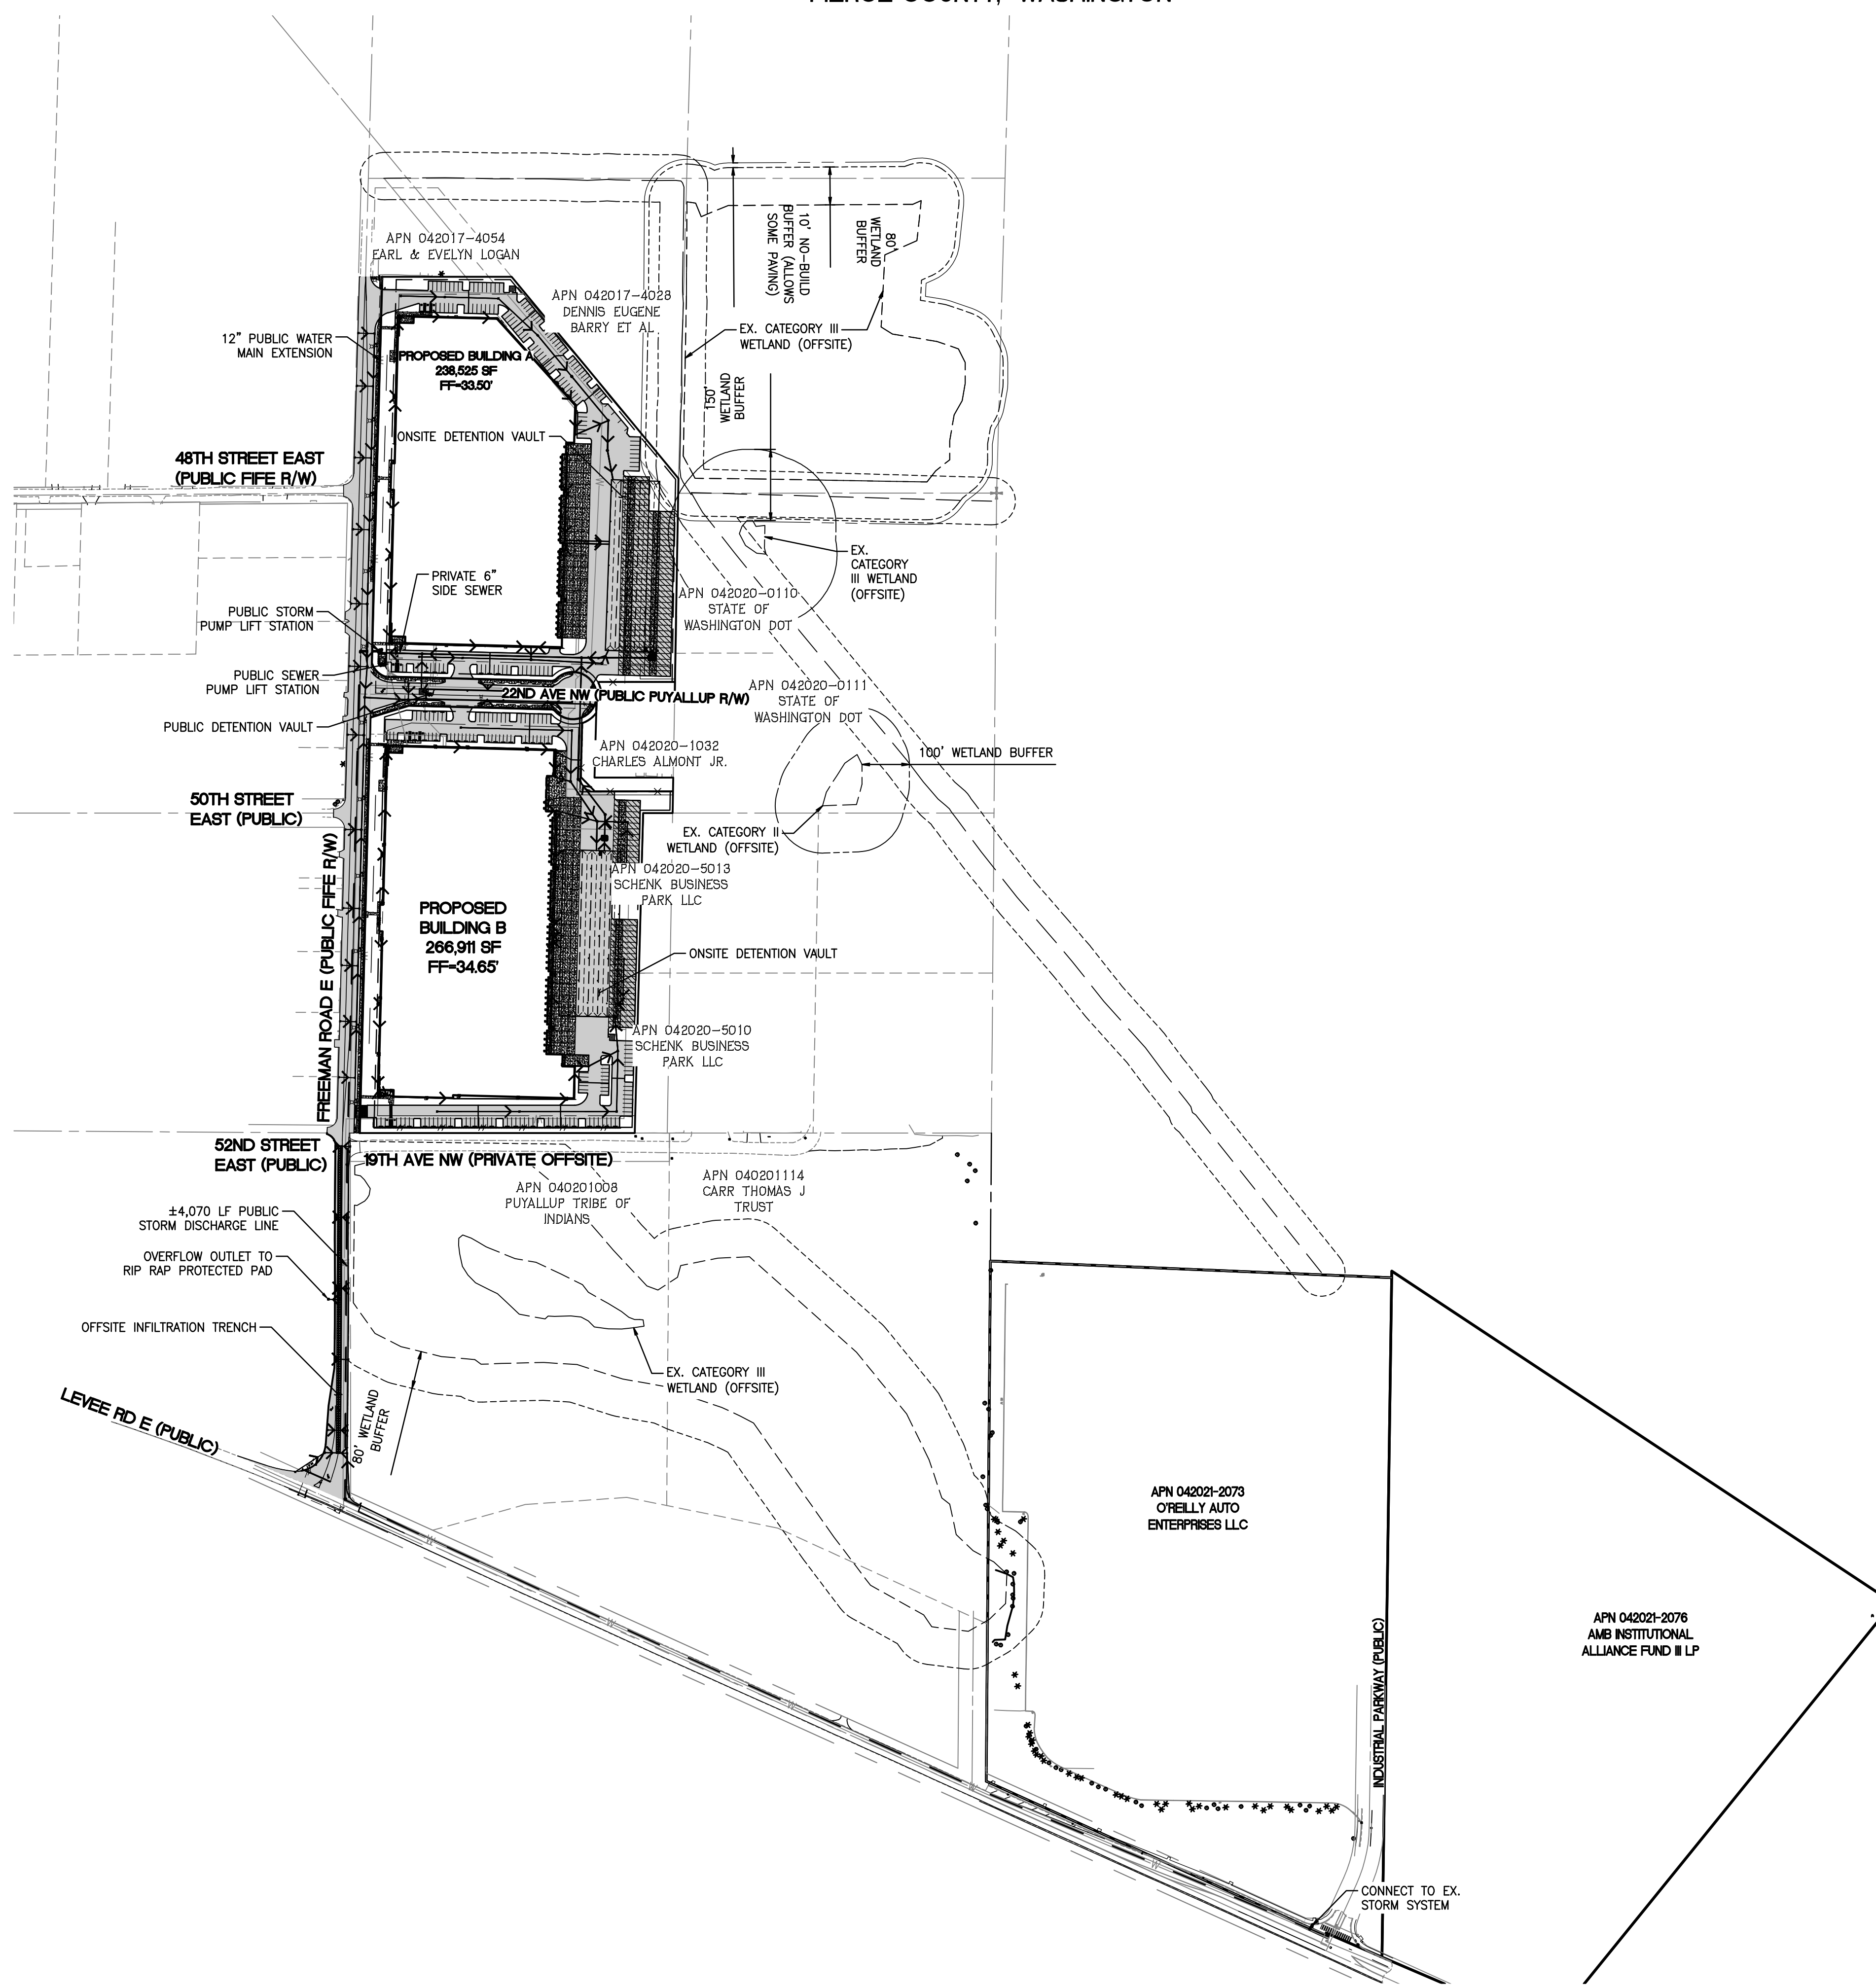 PIERCE COUNTY, WASHINGTON
APN 042017-4054
EARL & EVELYN LOGAN
APN 042017-4028
DENNIS EUGENE
BARRY ET AL
10' NO-BUILD
BUFFER (ALLOWS
SOME PAVING)
80'
WETLAND
BUFFER
12" PUBLIC WATER
MAIN EXTENSION
PROPOSED BUILDING A
238,525 SF
FF=33.50'
EX. CATEGORY III
WETLAND (OFFSITE)
150'
WETLAND
BUFFER
ONSITE DETENTION VAULT
48TH STREET EAST
(PUBLIC FIFE R/W)
EX.
CATEGORY
III WETLAND
(OFFSITE)
PRIVATE 6"
SIDE SEWER
APN 042020-0110
STATE OF
WASHINGTON DOT
PUBLIC STORM
PUMP LIFT STATION
PUBLIC SEWER
PUMP LIFT STATION
22ND AVE NW (PUBLIC PUYALLUP R/W)
APN 042020-0111
STATE OF
WASHINGTON DOT
PUBLIC DETENTION VAULT
APN 042020-1032
CHARLES ALMONT JR.
100' WETLAND BUFFER
50TH STREET
EAST (PUBLIC)
EX. CATEGORY II
WETLAND (OFFSITE)
APN 042020-5013
SCHENK BUSINESS
PARK LLC
PROPOSED
BUILDING B
266,911 SF
FF=34.65'
FREEMAN ROAD E (PUBLIC FIFE R/W)
ONSITE DETENTION VAULT
APN 042020-5010
SCHENK BUSINESS
PARK LLC
52ND STREET
EAST (PUBLIC)
19TH AVE NW (PRIVATE OFFSITE)
APN 040201008
PUYALLUP TRIBE OF
INDIANS
APN 040201114
CARR THOMAS J
TRUST
±4,070 LF PUBLIC
STORM DISCHARGE LINE
OVERFLOW OUTLET TO
RIP RAP PROTECTED PAD
OFFSITE INFILTRATION TRENCH
EX. CATEGORY III
WETLAND (OFFSITE)
LEVEE RD E (PUBLIC)
80' WETLAND
BUFFER
APN 042021-2073
O'REILLY AUTO
ENTERPRISES LLC
INDUSTRIAL PARKWAY (PUBLIC)
APN 042021-2076
AMB INSTITUTIONAL
ALLIANCE FUND III LP
CONNECT TO EX.
STORM SYSTEM